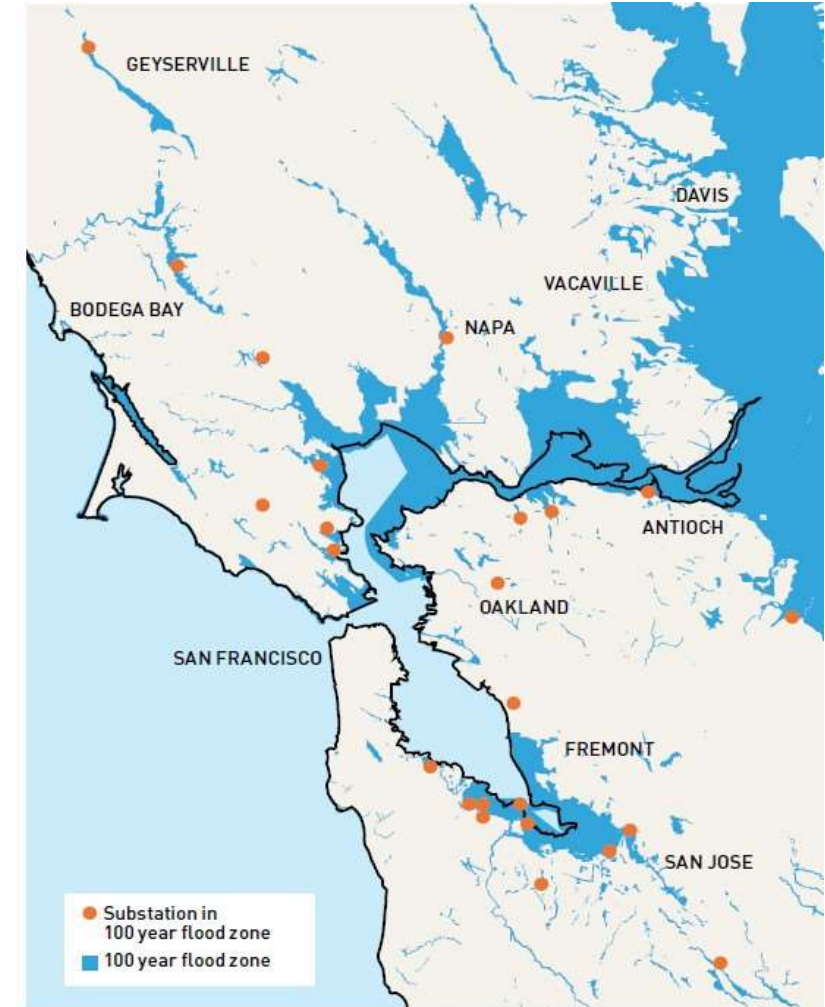 GEYSERVILLE
DAVIS
VACAVILLE
BODEGA BAY
NAPA
ANTIOCH
OAKLAND
SAN FRANCISCO
FREMONT
SAN JOSE
Substation in
100 year flood zone
100 year flood zone